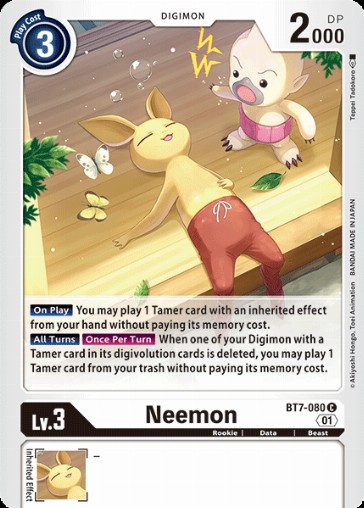 Play Cost
3
DIGIMON
2000
DP
Teppei Tadokoro
On Play You may play 1 Tamer card with an inherited effect
from your hand without paying its memory cost.
All Turns Once Per Turn When one of your Digimon with a
Tamer card in its digivolution cards is deleted, you may play 1
Tamer card from your trash without paying its memory cost.
© Akiyoshi Hongo, Toei Animation BANDAI MADE IN JAPAN
Lv.3
Neemon
BT7-080 C
01
Rookie | Data | Beast
Inherited Effect
-